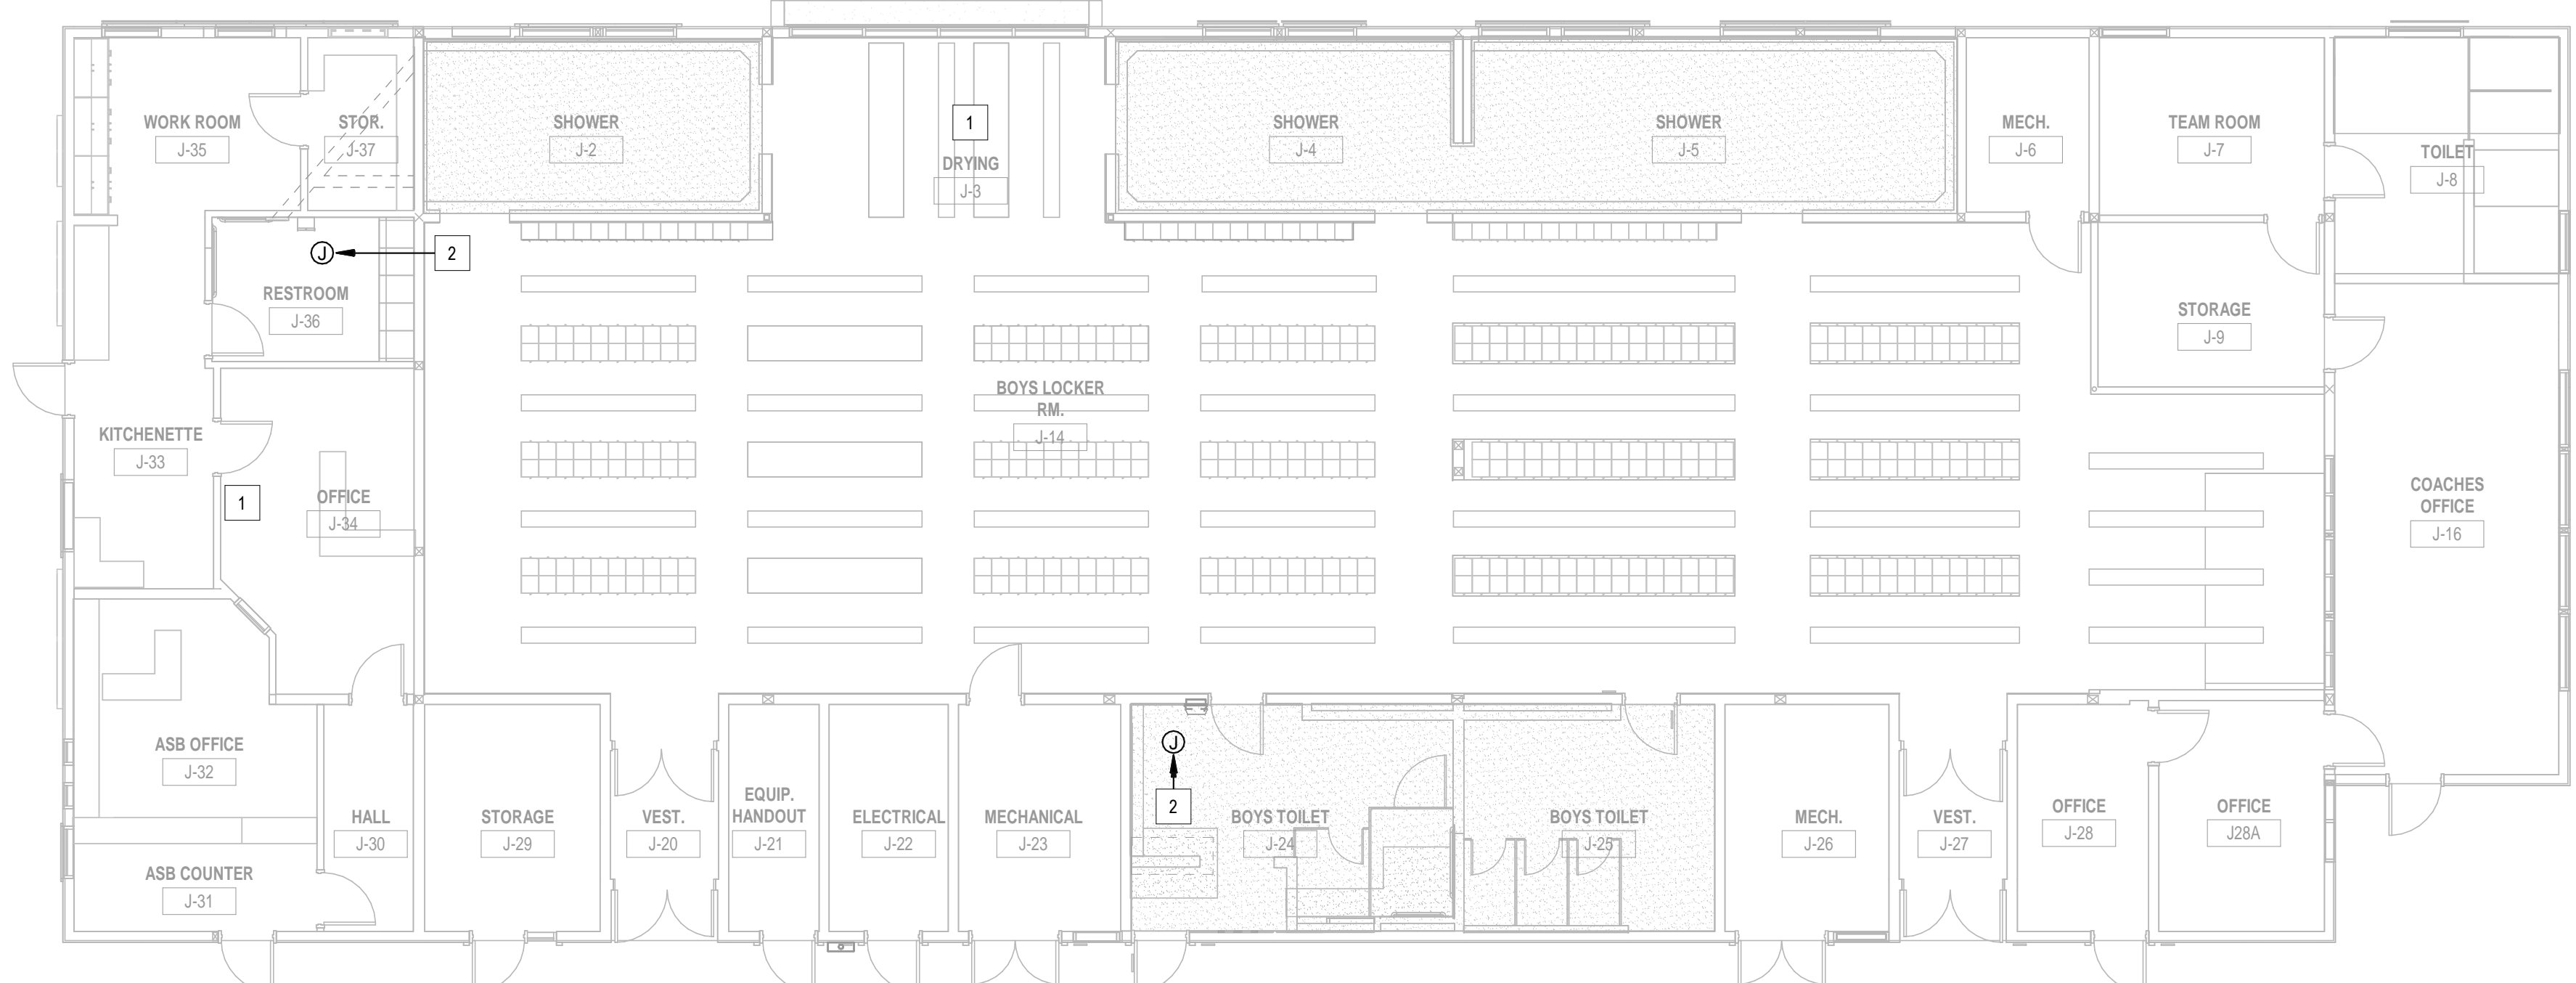 WORK ROOM
J-35
STOR.
J-37
SHOWER
J-2
1
DRYING
J-3
SHOWER
J-4
SHOWER
J-5
MECH.
J-6
TEAM ROOM
J-7
TOILET
J-8
J
2
RESTROOM
J-36
STORAGE
J-9
BOYS LOCKER
RM.
J-14
KITCHENETTE
J-33
1
OFFICE
J-34
COACHES
OFFICE
J-16
ASB OFFICE
J-32
J
2
ASB COUNTER
J-31
HALL
J-30
STORAGE
J-29
VEST.
J-20
EQUIP.
HANDOUT
J-21
ELECTRICAL
J-22
MECHANICAL
J-23
BOYS TOILET
J-24
BOYS TOILET
J-25
MECH.
J-26
VEST.
J-27
OFFICE
J-28
OFFICE
J28A